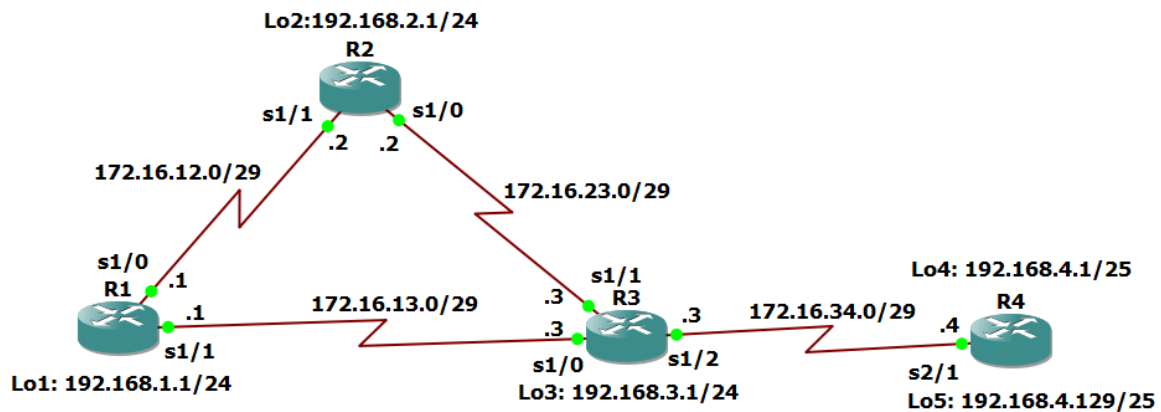 Lo2:192.168.2.1/24
R2
s1/1
s1/0
.2
.2
172.16.12.0/29
172.16.23.0/29
s1/0
.1
R1
.1
s1/1
Lo1: 192.168.1.1/24
172.16.13.0/29
s1/1
.3
R3
.3
.3
s1/0
s1/2
Lo3: 192.168.3.1/24
172.16.34.0/29
Lo4: 192.168.4.1/25
R4
.4
s2/1
Lo5: 192.168.4.129/25